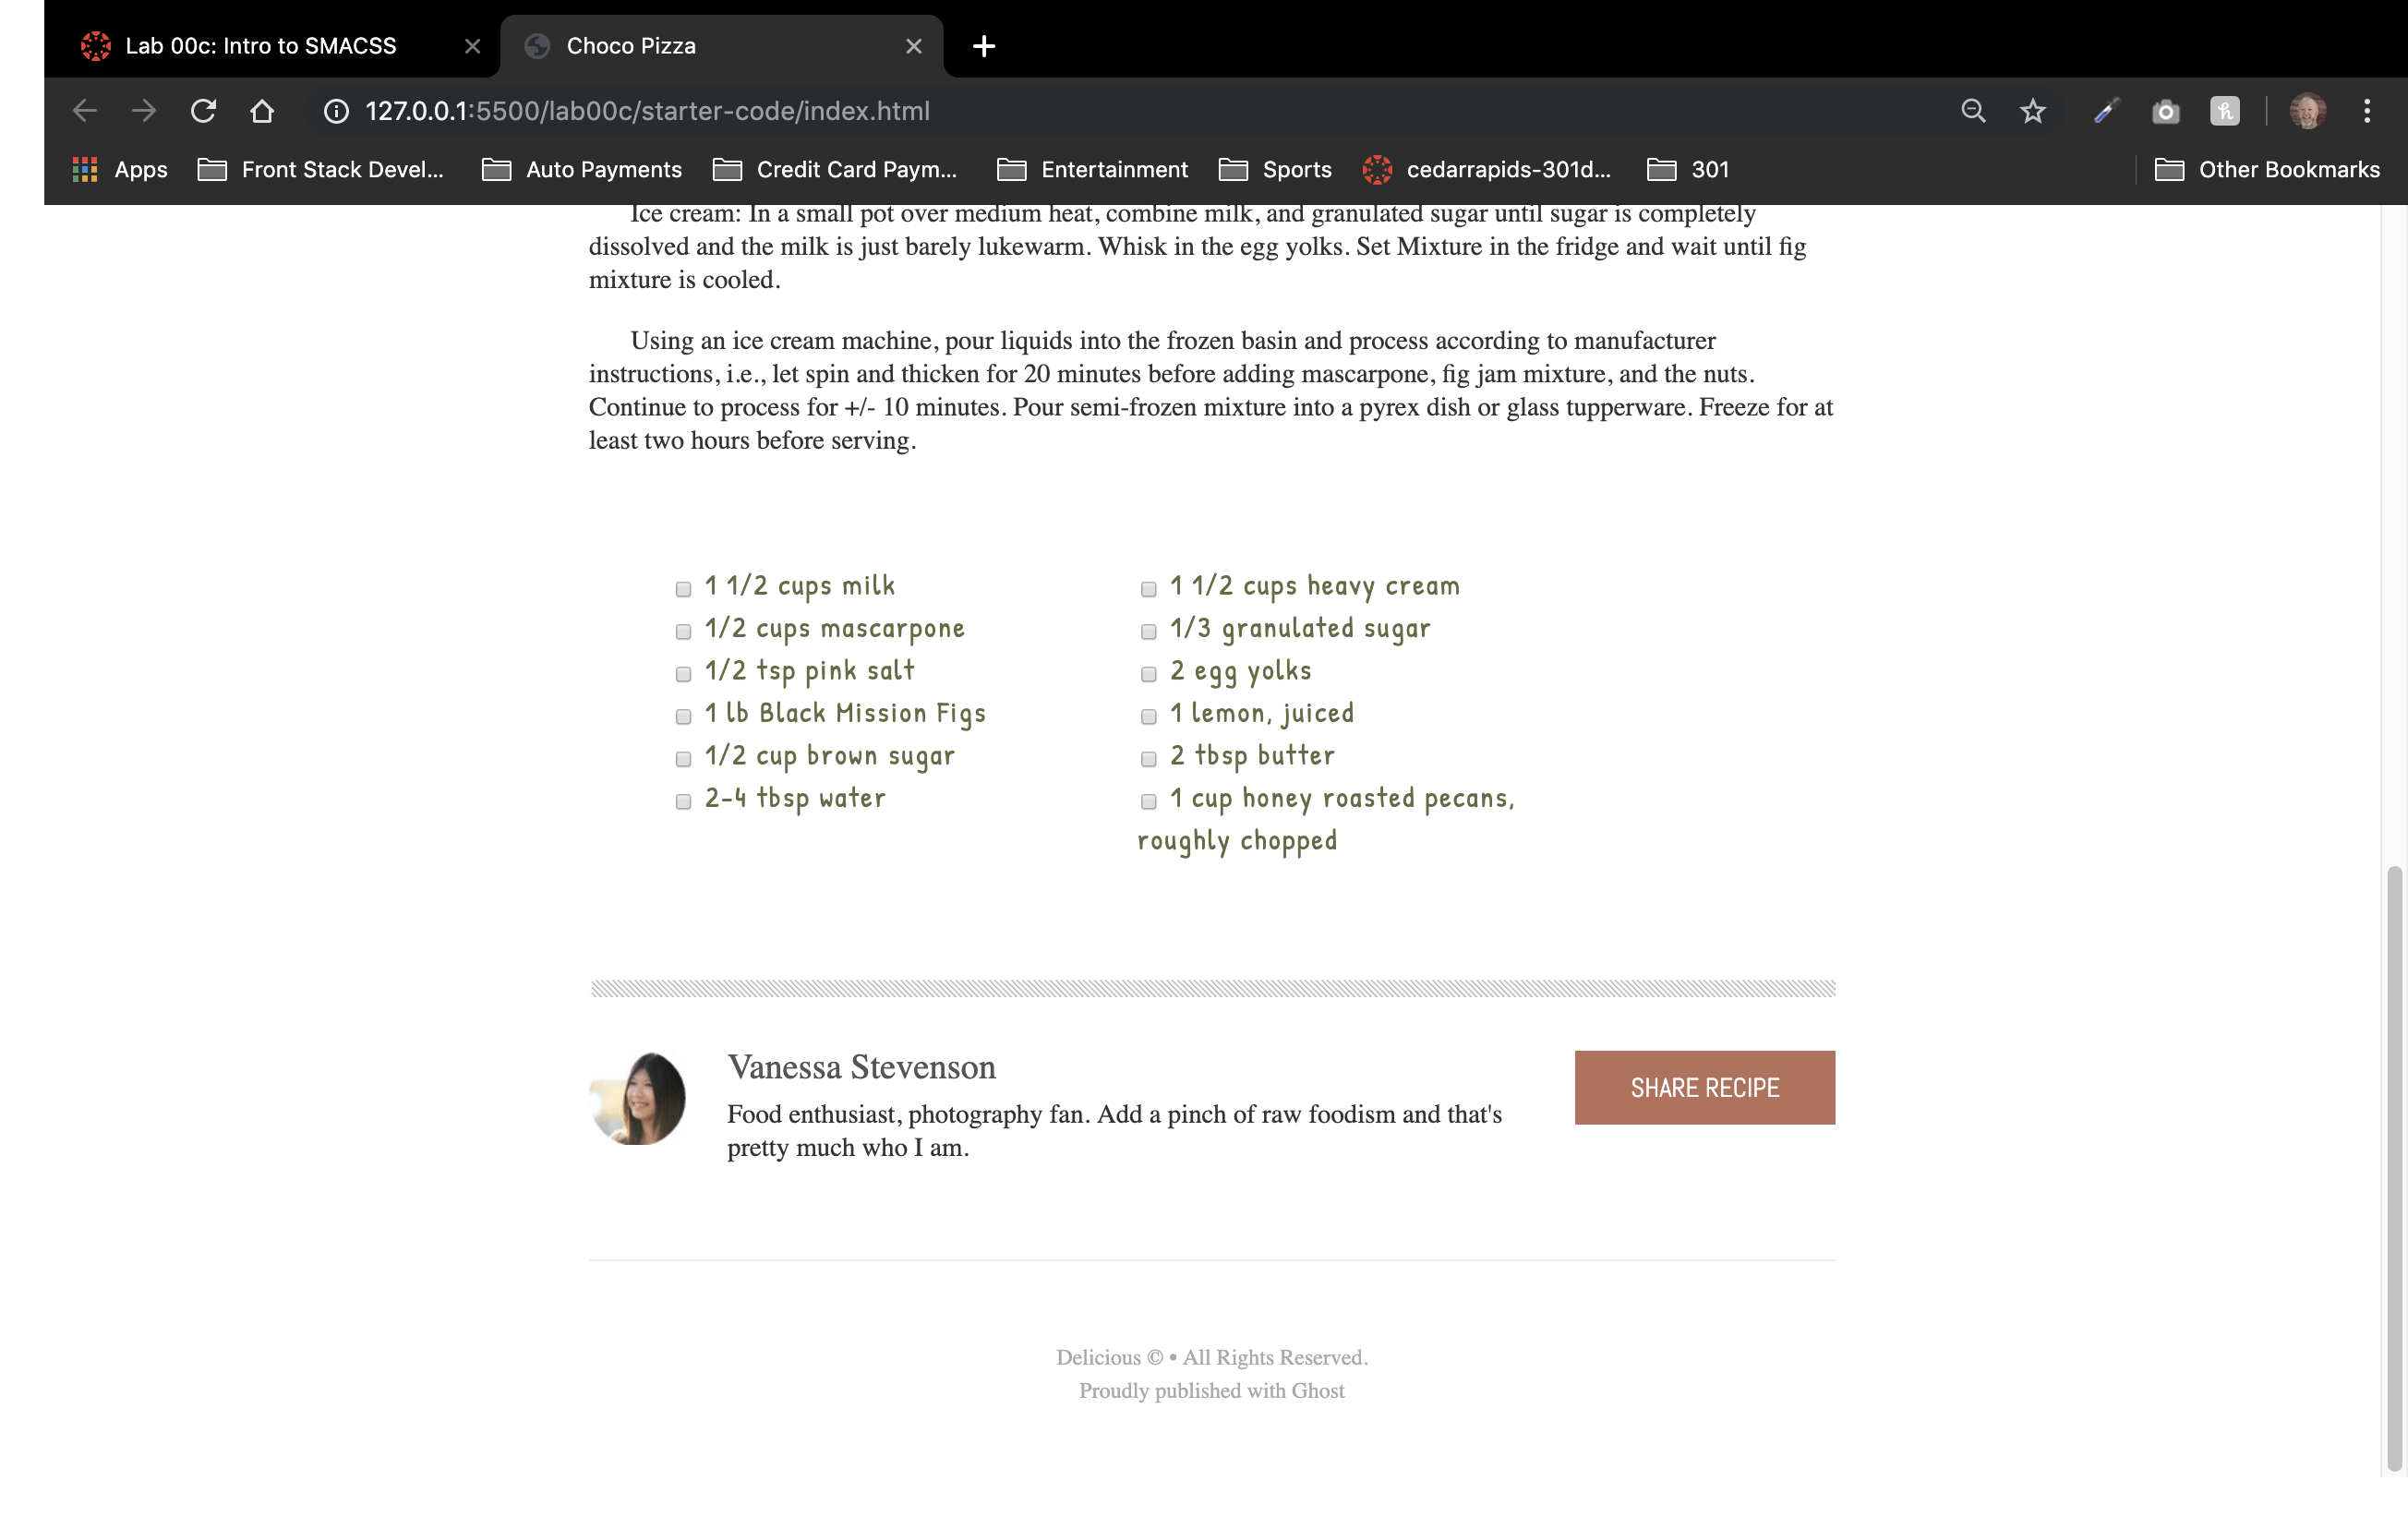 Lab 00c: Intro to SMACSS
Choco Pizza
127.0.0.1:5500/lab00c/starter-code/index.html
Apps
Front Stack Devel...
Auto Payments
Credit Card Paym...
Entertainment
Sports
cedarrapids-301d...
301
Other Bookmarks
Ice cream: In a small pot over medium heat, combine milk, and granulated sugar until sugar is completely
dissolved and the milk is just barely lukewarm. Whisk in the egg yolks. Set Mixture in the fridge and wait until fig
mixture is cooled.
Using an ice cream machine, pour liquids into the frozen basin and process according to manufacturer
instructions, i.e., let spin and thicken for 20 minutes before adding mascarpone, fig jam mixture, and the nuts.
Continue to process for +/- 10 minutes. Pour semi-frozen mixture into a pyrex dish or glass tupperware. Freeze for at
least two hours before serving.
1 1/2 cups milk
1/2 cups mascarpone
1/2 tsp pink salt
1 lb Black Mission Figs
1/2 cup brown sugar
2-4 tbsp water
1 1/2 cups heavy cream
1/3 granulated sugar
2 egg yolks
1 lemon, juiced
2 tbsp butter
1 cup honey roasted pecans,
roughly chopped
Vanessa Stevenson
Food enthusiast, photography fan. Add a pinch of raw foodism and that's
pretty much who I am.
SHARE RECIPE
Delicious © • All Rights Reserved.
Proudly published with Ghost